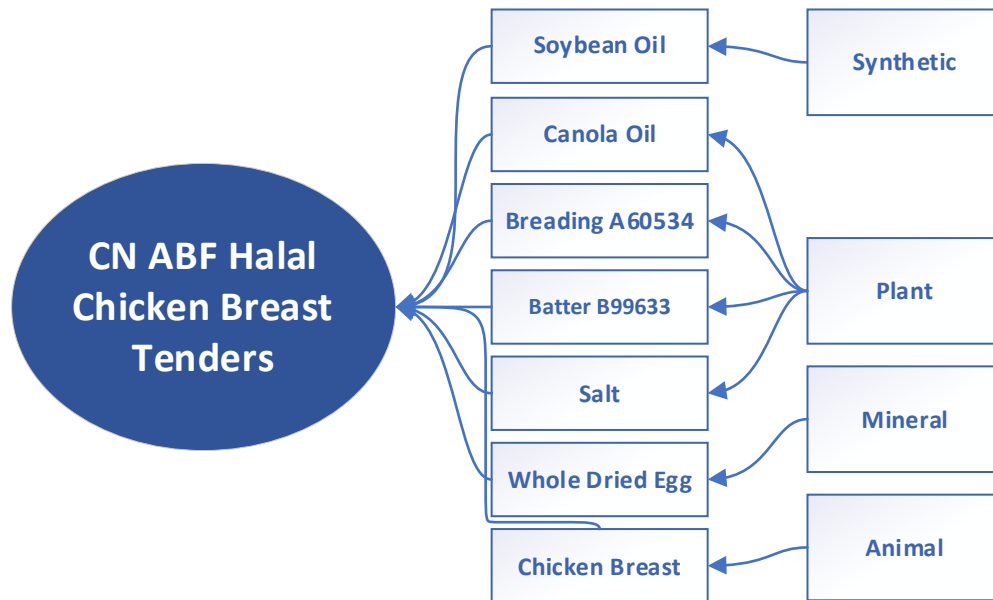 CN ABF Halal
Chicken Breast
Tenders
Soybean Oil
Canola Oil
Breading A60534
Batter B99633
Salt
Whole Dried Egg
Chicken Breast
Synthetic
Plant
Mineral
Animal